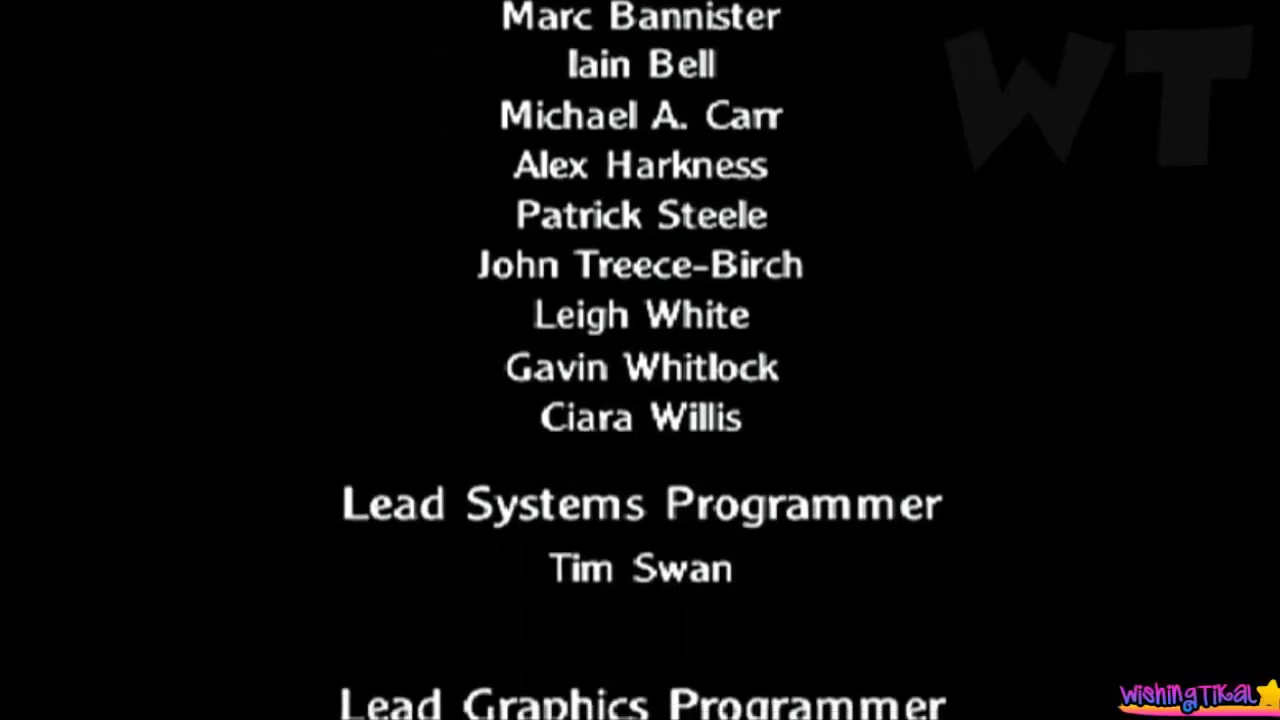 Marc Bannister
WT
Iain Bell
Michael A. Carr
Alex Harkness
Patrick Steele
John Treece-Birch
Leigh White
Gavin Whitlock
Ciara Willis
Lead Systems Programmer
Tim Swan
Lead Graphics Programmer
WishingTikal